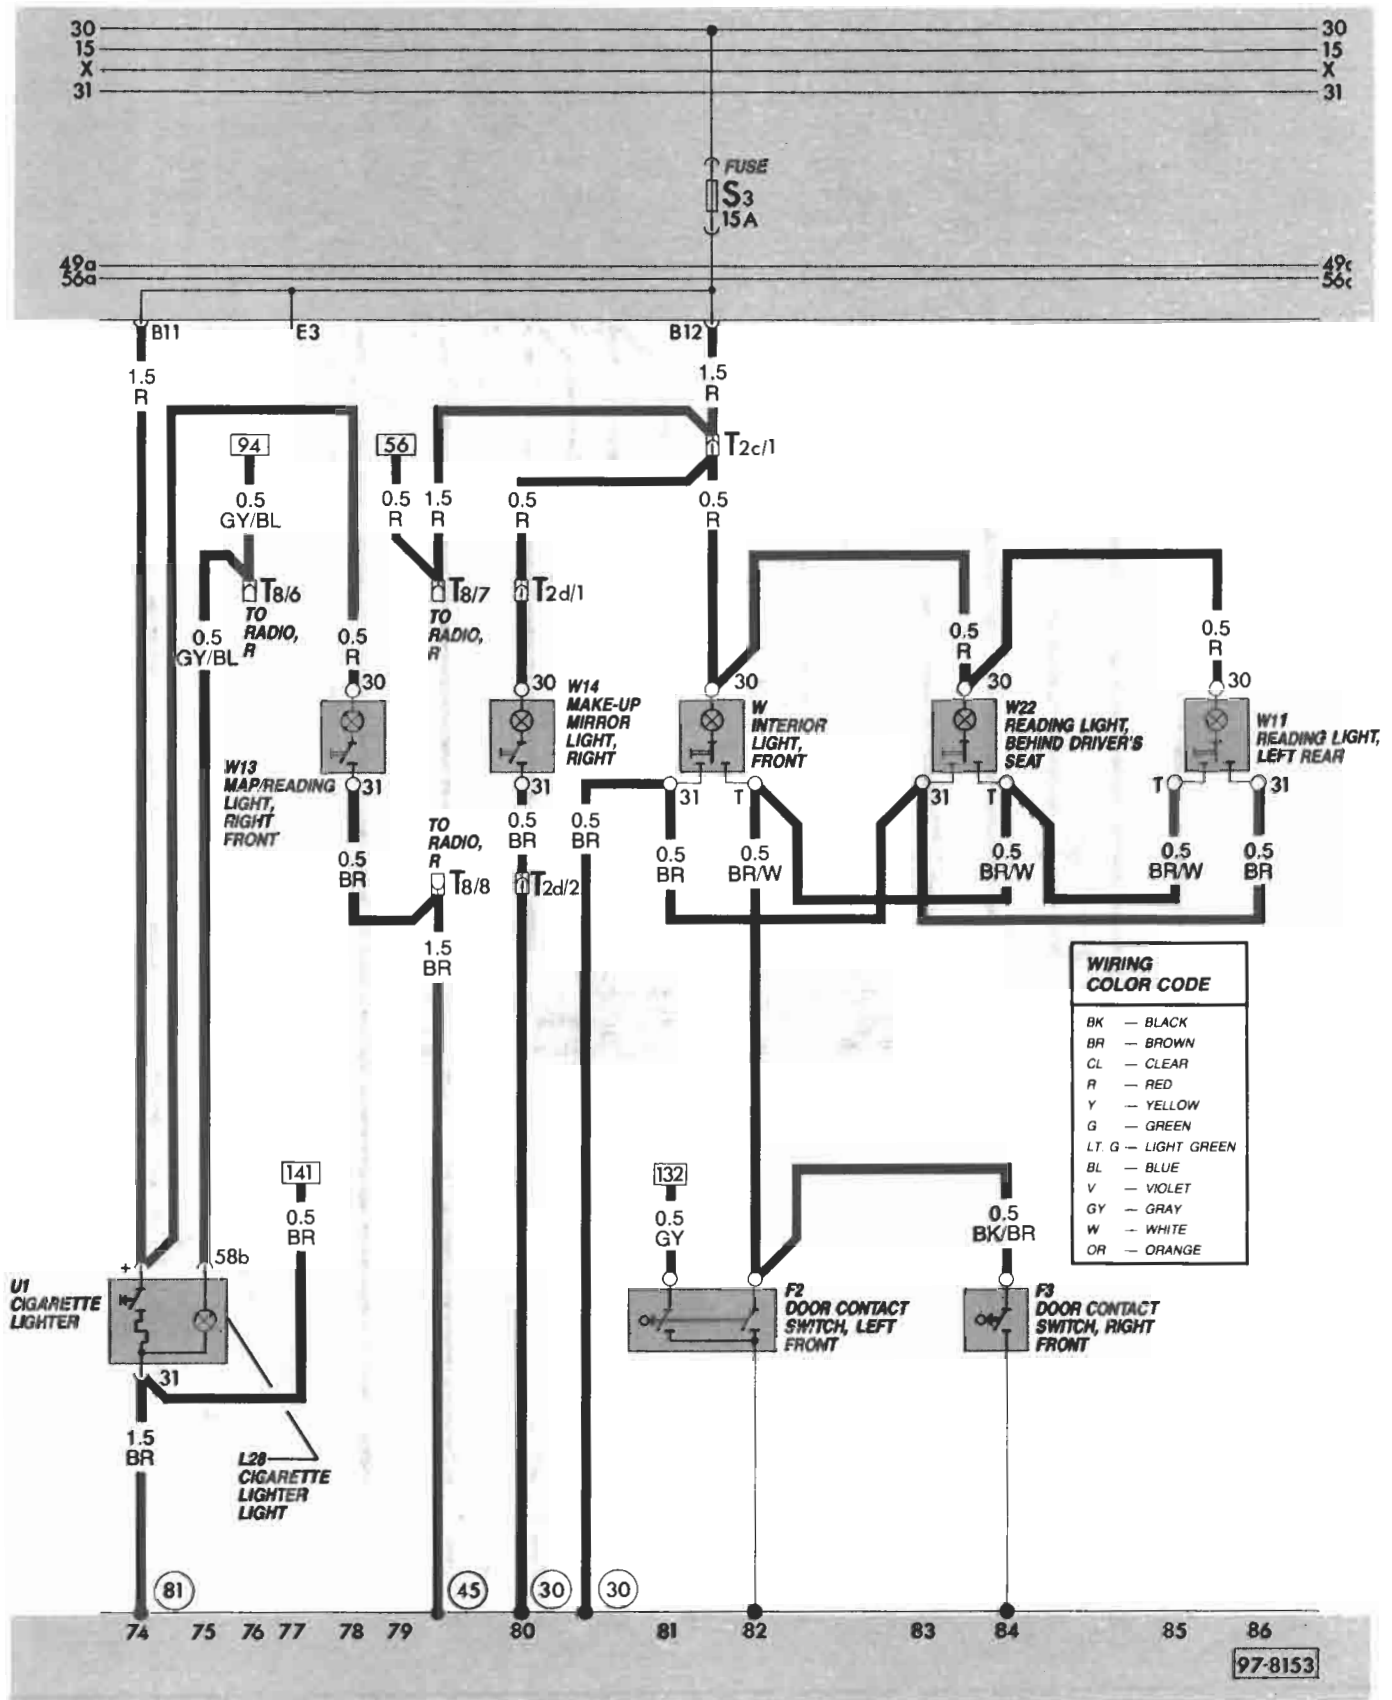 30 30
15 15
X X
31 31
FUSE
S3
15A
49a 49c
56a 56c
B11 E3 B12
1.5 1.5
R R
94 56 T2c/1
0.5 0.5 1.5 0.5 0.5
GY/BL R R R R
T8/6 T8/7 T2d/1
TO TO
RADIO, RADIO,
R R
0.5 0.5 0.5 0.5
GY/BL R R R
30 30 30 30 30
W14
MAKE-UP
MIRROR
LIGHT,
RIGHT
W
INTERIOR
LIGHT,
FRONT
W22
READING LIGHT,
BEHIND DRIVER'S
SEAT
W11
READING LIGHT,
LEFT REAR
W13
MAP/READING
LIGHT,
RIGHT
FRONT
31 31 31 T 31 T T 31
TO
RADIO,
R
0.5 0.5 0.5 0.5 0.5 0.5 0.5 0.5
BR BR BR BR BR/W BR/W BR/W BR
T8/8 T2d/2
1.5
BR
WIRING
COLOR CODE
BK — BLACK
BR — BROWN
CL — CLEAR
R — RED
Y — YELLOW
G — GREEN
LT. G — LIGHT GREEN
BL — BLUE
V — VIOLET
GY — GRAY
W — WHITE
OR — ORANGE
141 132
0.5 0.5 0.5
BR GY BK/BR
+ 58b
U1
CIGARETTE
LIGHTER
F2
DOOR CONTACT
SWITCH, LEFT
FRONT
F3
DOOR CONTACT
SWITCH, RIGHT
FRONT
31
1.5
BR
L28
CIGARETTE
LIGHTER
LIGHT
81 45 30 30
74 75 76 77 78 79 80 81 82 83 84 85 86
97-8153